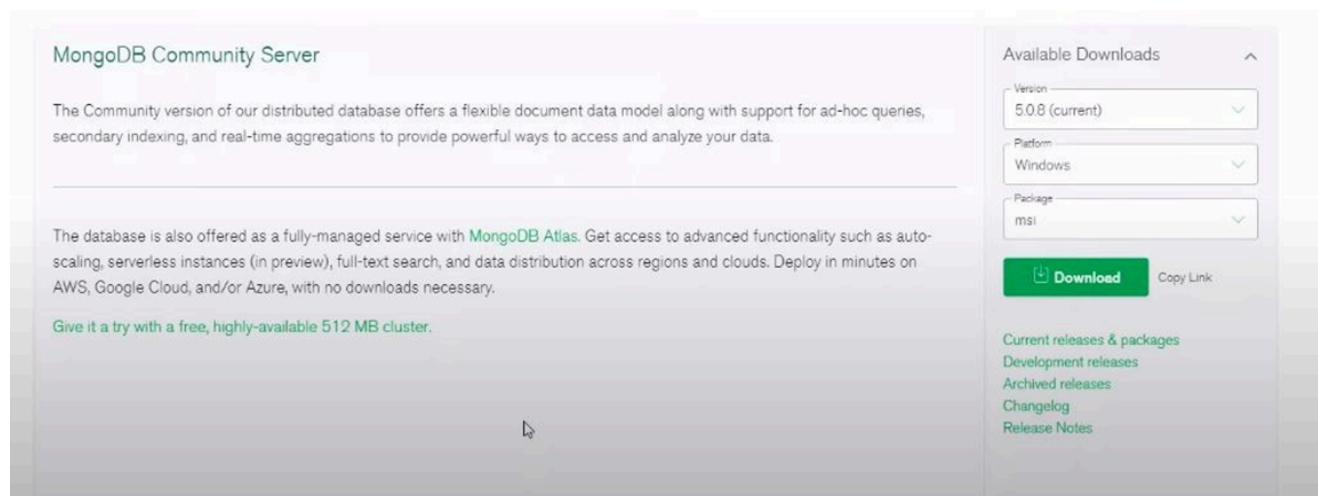 MongoDB Community Server
The Community version of our distributed database offers a flexible document data model along with support for ad-hoc queries,
secondary indexing, and real-time aggregations to provide powerful ways to access and analyze your data.
The database is also offered as a fully-managed service with MongoDB Atlas. Get access to advanced functionality such as auto-
scaling, serverless instances (in preview), full-text search, and data distribution across regions and clouds. Deploy in minutes on
AWS, Google Cloud, and/or Azure, with no downloads necessary.
Give it a try with a free, highly-available 512 MB cluster.
Available Downloads
Version
5.0.8 (current)
Platform
Windows
Package
msi
Download
Copy Link
Current releases & packages
Development releases
Archived releases
Changelog
Release Notes